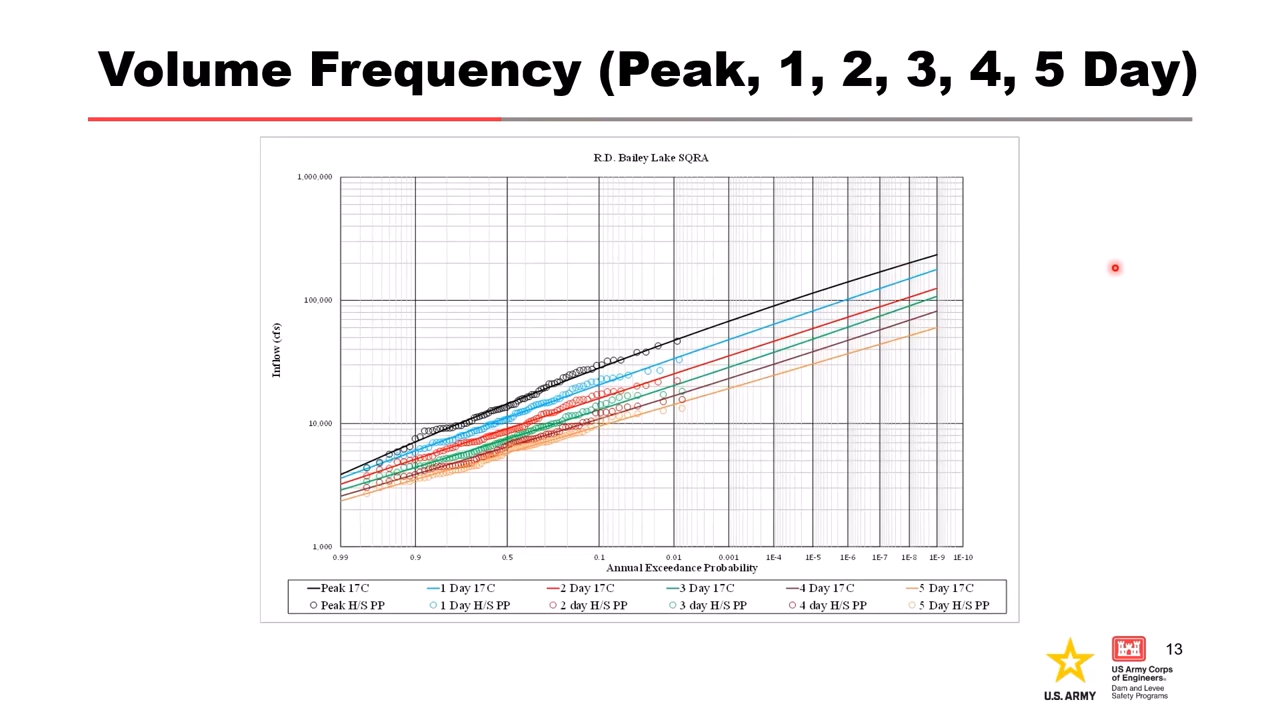 Volume Frequency (Peak, 1, 2, 3, 4, 5 Day)
R.D. Bailey Lake SQRA
1,000,000
100,000
10,000
1,000
Inflow (cfs)
0.99 0.9 0.5 0.1 0.01 0.001 1E-4 1E-5 1E-6 1E-7 1E-8 1E-9 1E-10
Annual Exceedance Probability
Peak 17C 1 Day 17C 2 Day 17C 3 Day 17C 4 Day 17C 5 Day 17C
Peak H/S PP 1 Day H/S PP 2 day H/S PP 3 day H/S PP 4 day H/S PP 5 Day H/S PP
13
U.S. ARMY
US Army Corps
of Engineers®
Dam and Levee
Safety Programs